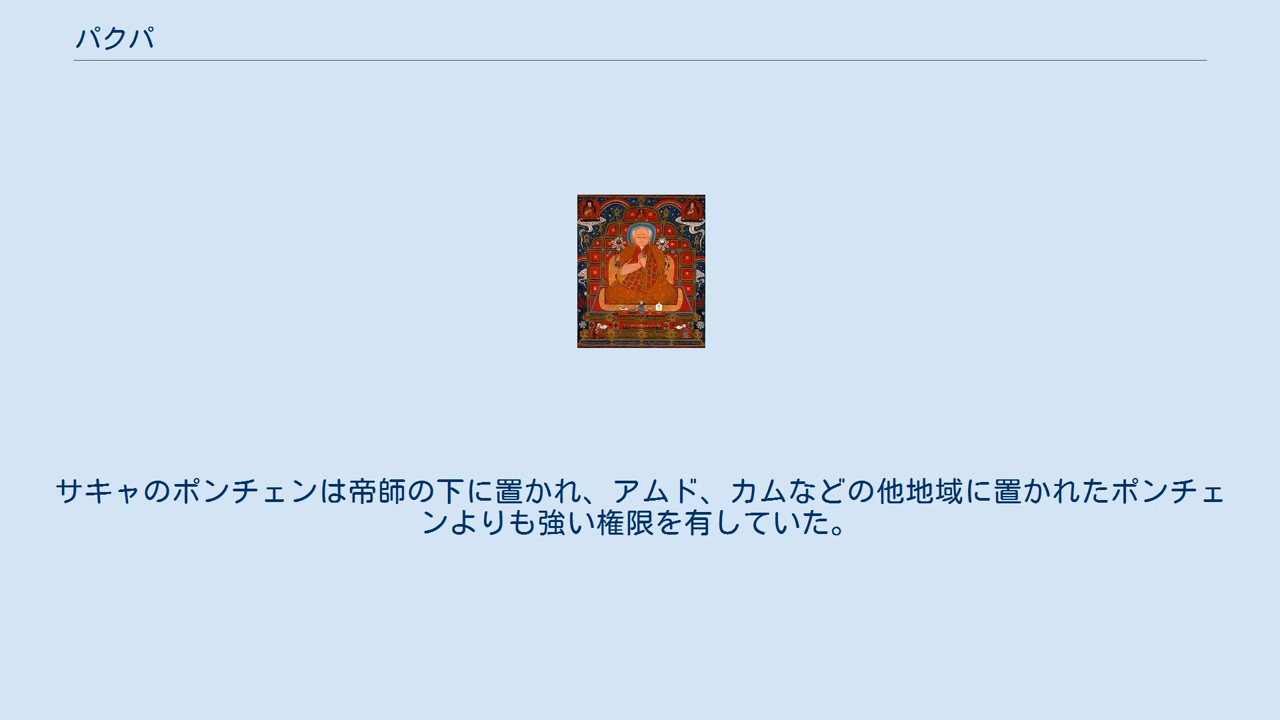 パクパ
サキャのポンチェンは帝師の下に置かれ、アムド、カムなどの他地域に置かれたポンチェ
ンよりも強い権限を有していた。